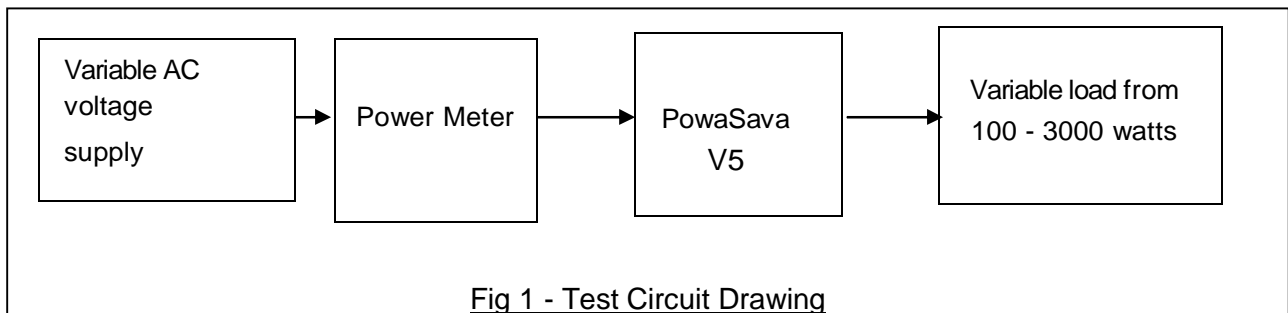 Variable AC
voltage
supply
Power Meter
PowaSava
V5
Variable load from
100 - 3000 watts
Fig 1 - Test Circuit Drawing